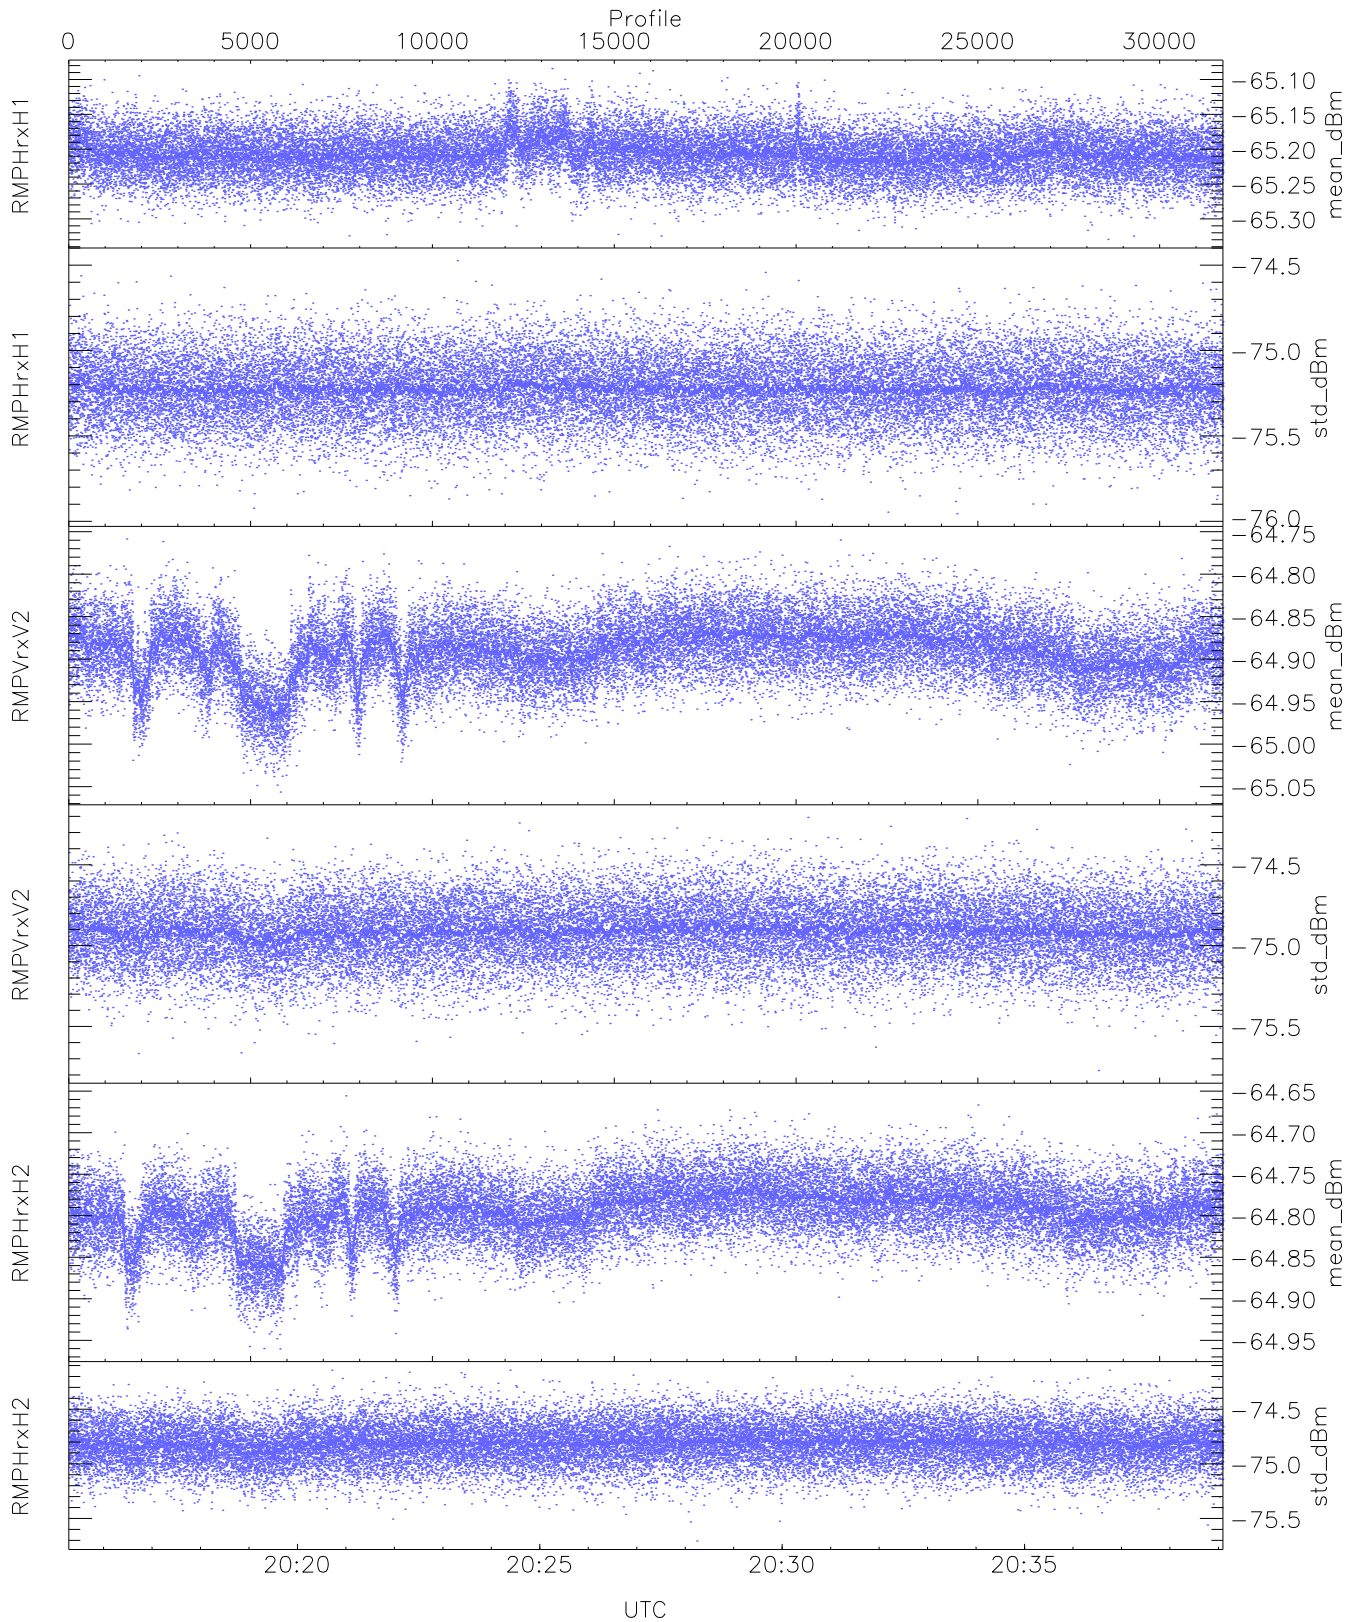 Profile
0 5000 10000 15000 20000 25000 30000
RMPHrxH1
−65.10
−65.15
−65.20
−65.25
−65.30
mean_dBm
RMPHrxH1
−74.5
−75.0
−75.5
−76.0
std_dBm
RMPVrxV2
−64.75
−64.80
−64.85
−64.90
−64.95
−65.00
−65.05
mean_dBm
RMPVrxV2
−74.5
−75.0
−75.5
std_dBm
RMPHrxH2
−64.65
−64.70
−64.75
−64.80
−64.85
−64.90
−64.95
mean_dBm
RMPHrxH2
−74.5
−75.0
−75.5
std_dBm
20:20 20:25 20:30 20:35
UTC